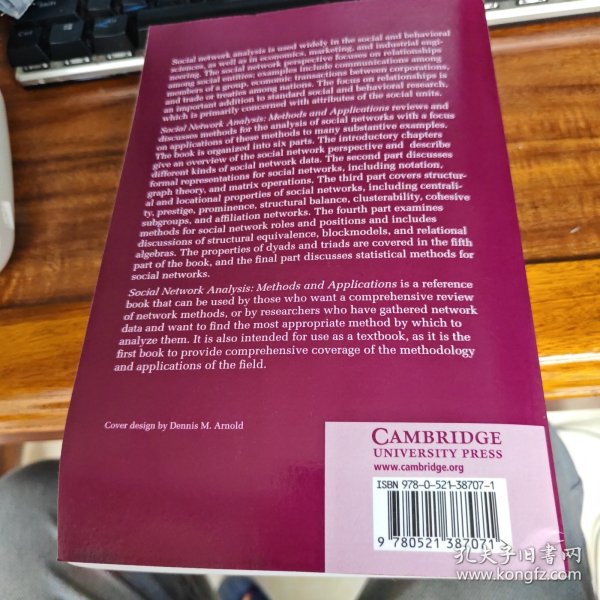 Social network analysis is used widely in the social and behavioral
sciences, as well as in economics, marketing, and industrial engi-
neering. The social network perspective focuses on relationships
among social entities; examples include communications among
members of a group, economic transactions between corporations,
and trade or treaties among nations. The focus on relationships is
an important addition to standard social and behavioral research,
which is primarily concerned with attributes of the social units.
Social Network Analysis: Methods and Applications reviews and
discusses methods for the analysis of social networks with a focus
on applications of these methods to many substantive examples.
The book is organized into six parts. The introductory chapters
give an overview of the social network perspective and describe
different kinds of social network data. The second part discusses
formal representations for social networks, including notation,
graph theory, and matrix operations. The third part covers structur-
al and locational properties of social networks, including centrali-
ty, prestige, prominence, structural balance, clusterability, cohesive
subgroups, and affiliation networks. The fourth part examines
methods for social network roles and positions and includes
discussions of structural equivalence, blockmodels, and relational
algebras. The properties of dyads and triads are covered in the fifth
part of the book, and the final part discusses statistical methods for
social networks.
Social Network Analysis: Methods and Applications is a reference
book that can be used by those who want a comprehensive review
of network methods, or by researchers who have gathered network
data and want to find the most appropriate method by which to
analyze them. It is also intended for use as a textbook, as it is the
first book to provide comprehensive coverage of the methodology
and applications of the field.
Cover design by Dennis M. Arnold
CAMBRIDGE
UNIVERSITY PRESS
www.cambridge.org
ISBN 978-0-521-38707-1
9 780521 387071
孔夫子旧书网
www.kongfz.com